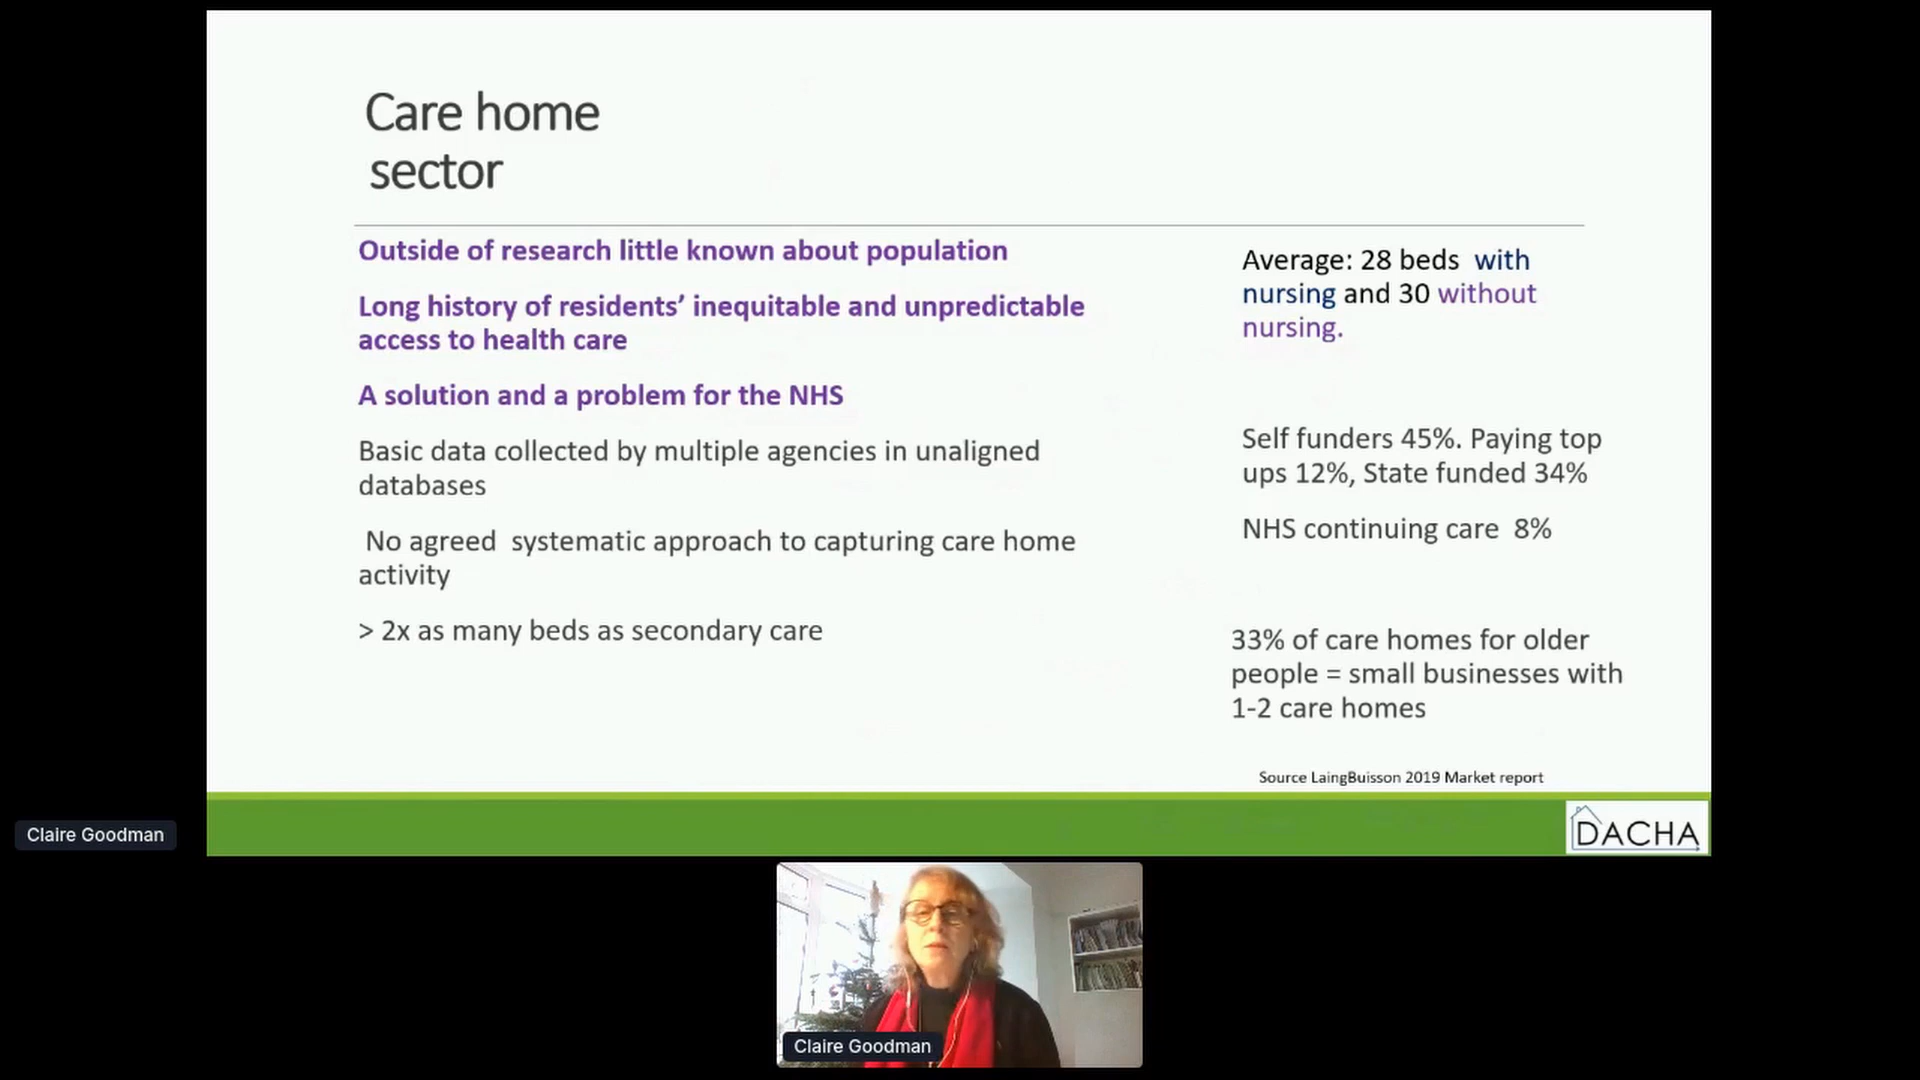 Care home
sector
Outside of research little known about population
Long history of residents’ inequitable and unpredictable
access to health care
A solution and a problem for the NHS
Basic data collected by multiple agencies in unaligned
databases
No agreed systematic approach to capturing care home
activity
> 2x as many beds as secondary care
Average: 28 beds with
nursing and 30 without
nursing.
Self funders 45%. Paying top
ups 12%, State funded 34%
NHS continuing care 8%
33% of care homes for older
people = small businesses with
1-2 care homes
Source LaingBuisson 2019 Market report
DACHA
Claire Goodman
Claire Goodman